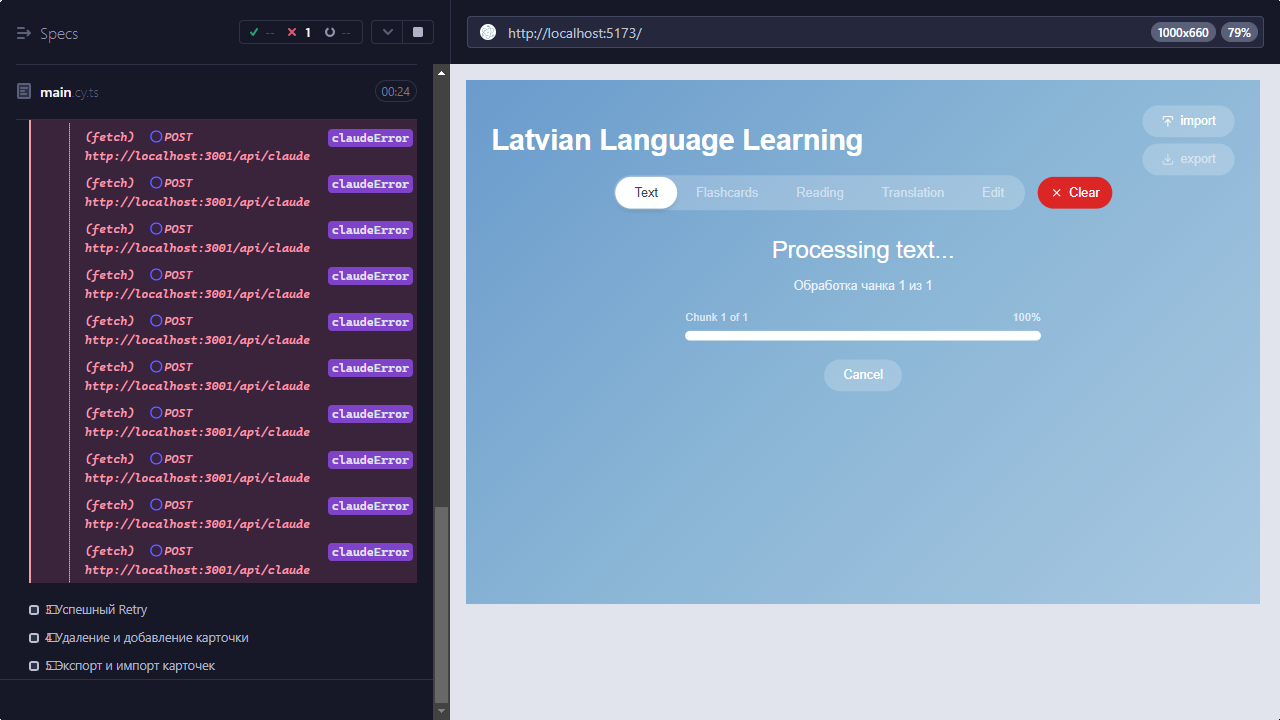 Specs
-- 1 --
main.cy.ts
00:24
(fetch) POST claudeError
http://localhost:3001/api/claude
(fetch) POST claudeError
http://localhost:3001/api/claude
(fetch) POST claudeError
http://localhost:3001/api/claude
(fetch) POST claudeError
http://localhost:3001/api/claude
(fetch) POST claudeError
http://localhost:3001/api/claude
(fetch) POST claudeError
http://localhost:3001/api/claude
(fetch) POST claudeError
http://localhost:3001/api/claude
(fetch) POST claudeError
http://localhost:3001/api/claude
(fetch) POST claudeError
http://localhost:3001/api/claude
(fetch) POST claudeError
http://localhost:3001/api/claude
3 Успешный Retry
4 Удаление и добавление карточки
5 Экспорт и импорт карточек
http://localhost:5173/
1000x660 79%
Latvian Language Learning
import
export
Text Flashcards Reading Translation Edit Clear
Processing text...
Обработка чанка 1 из 1
Chunk 1 of 1 100%
Cancel